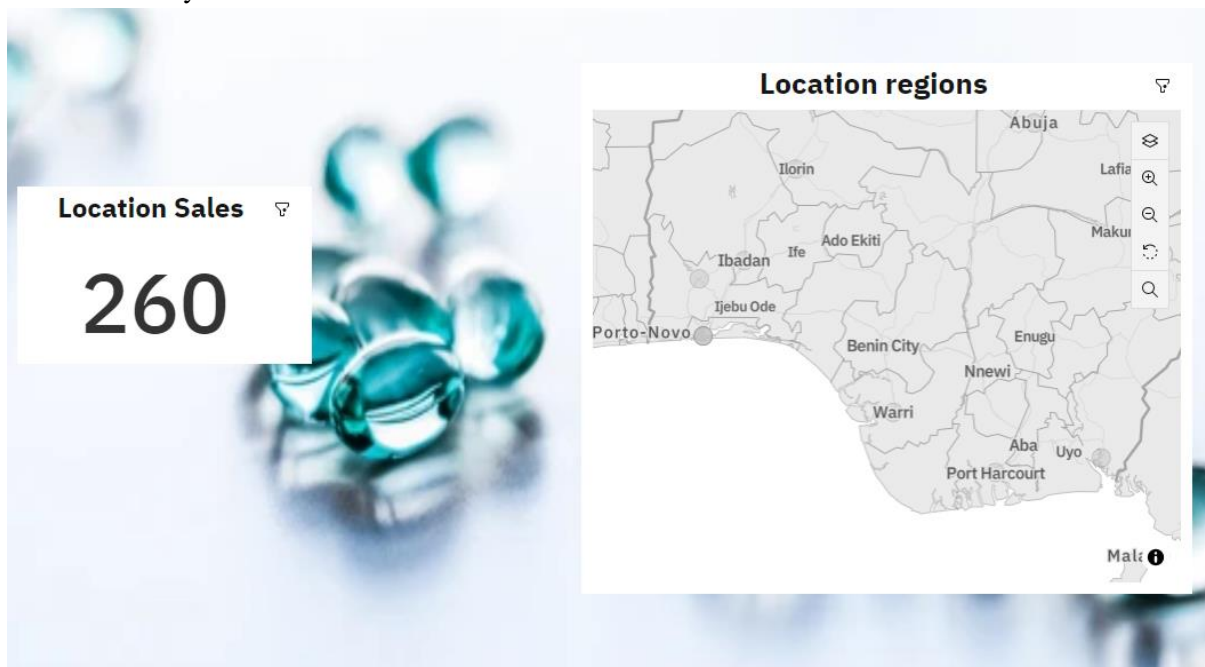 Location Sales
260
Location regions
Abuja
Ilorin
Lafia
Makur
Ado Ekiti
Ife
Ibadan
Ijebu Ode
Porto-Novo
Benin City
Enugu
Nnewi
Warri
Aba
Uyo
Port Harcourt
Mala